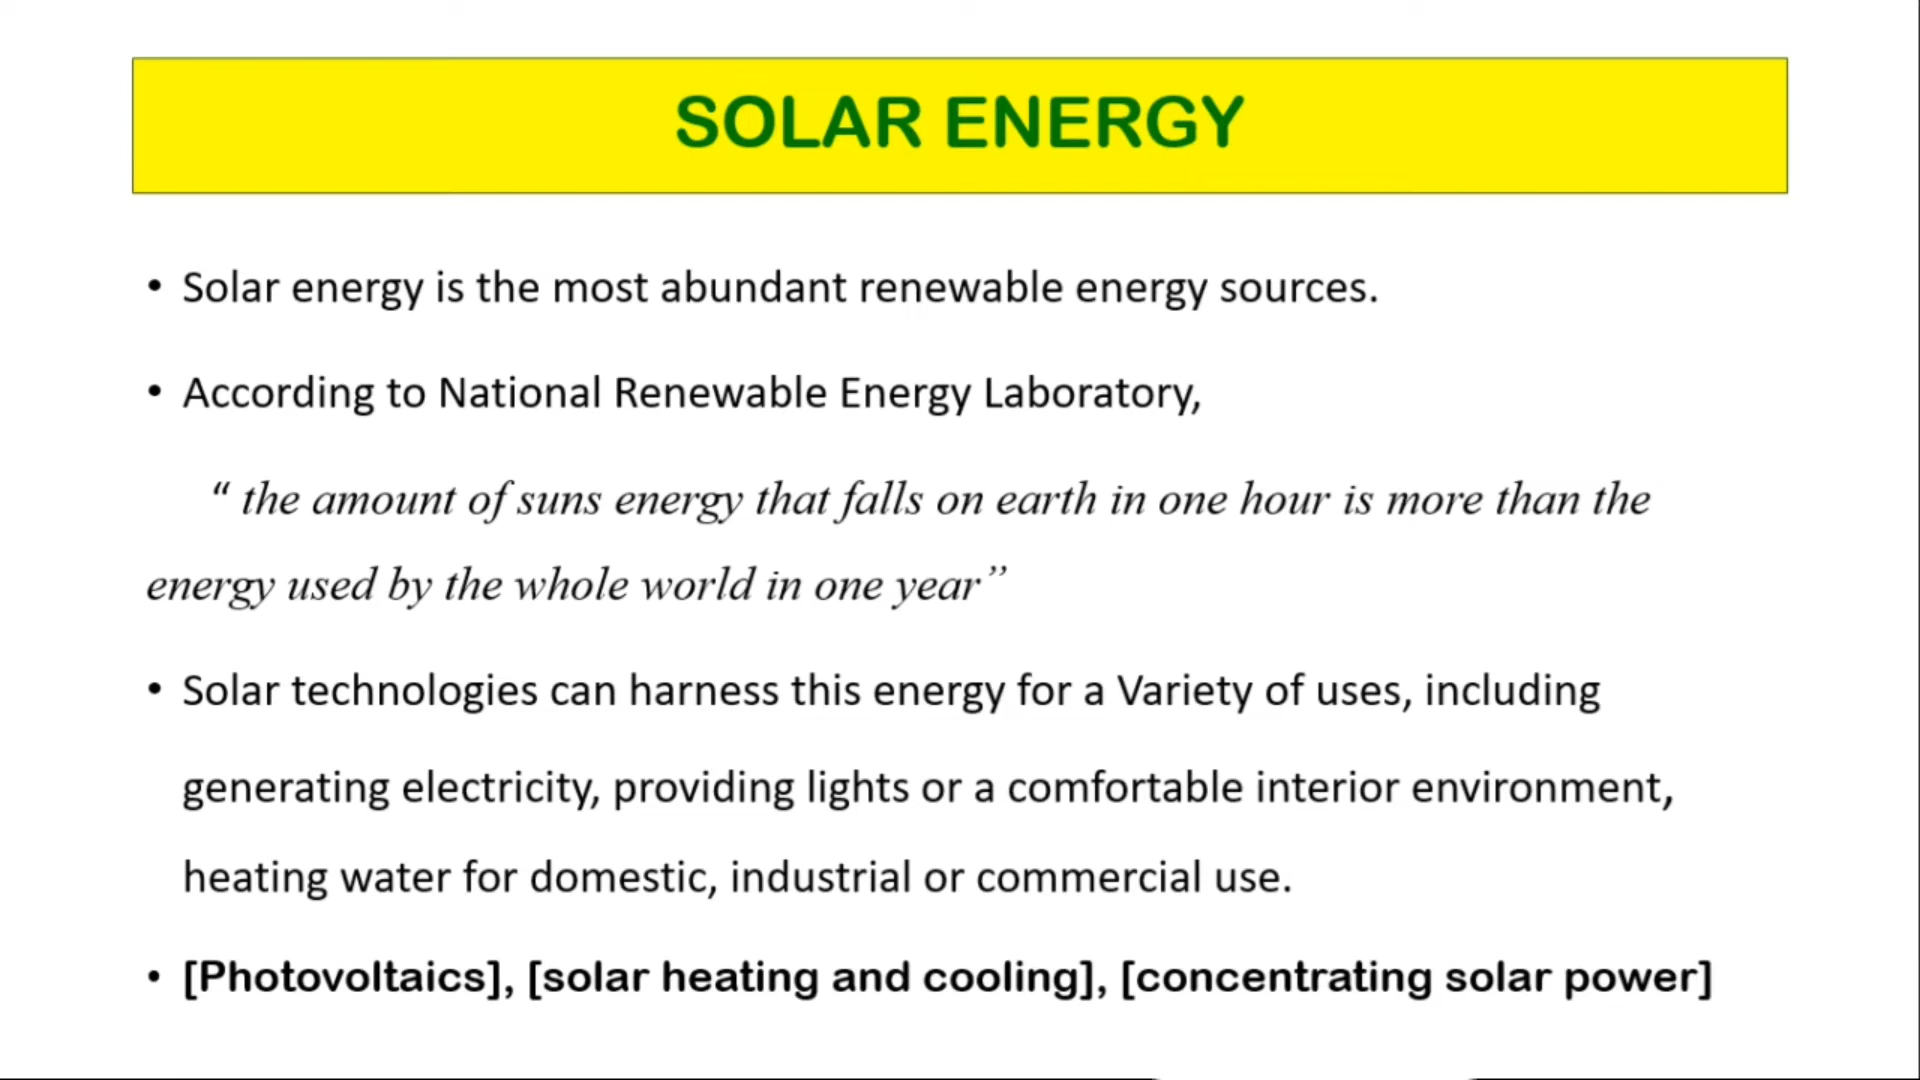 SOLAR ENERGY
• Solar energy is the most abundant renewable energy sources.
• According to National Renewable Energy Laboratory,
“ the amount of suns energy that falls on earth in one hour is more than the
energy used by the whole world in one year”
• Solar technologies can harness this energy for a Variety of uses, including
generating electricity, providing lights or a comfortable interior environment,
heating water for domestic, industrial or commercial use.
• [Photovoltaics], [solar heating and cooling], [concentrating solar power]